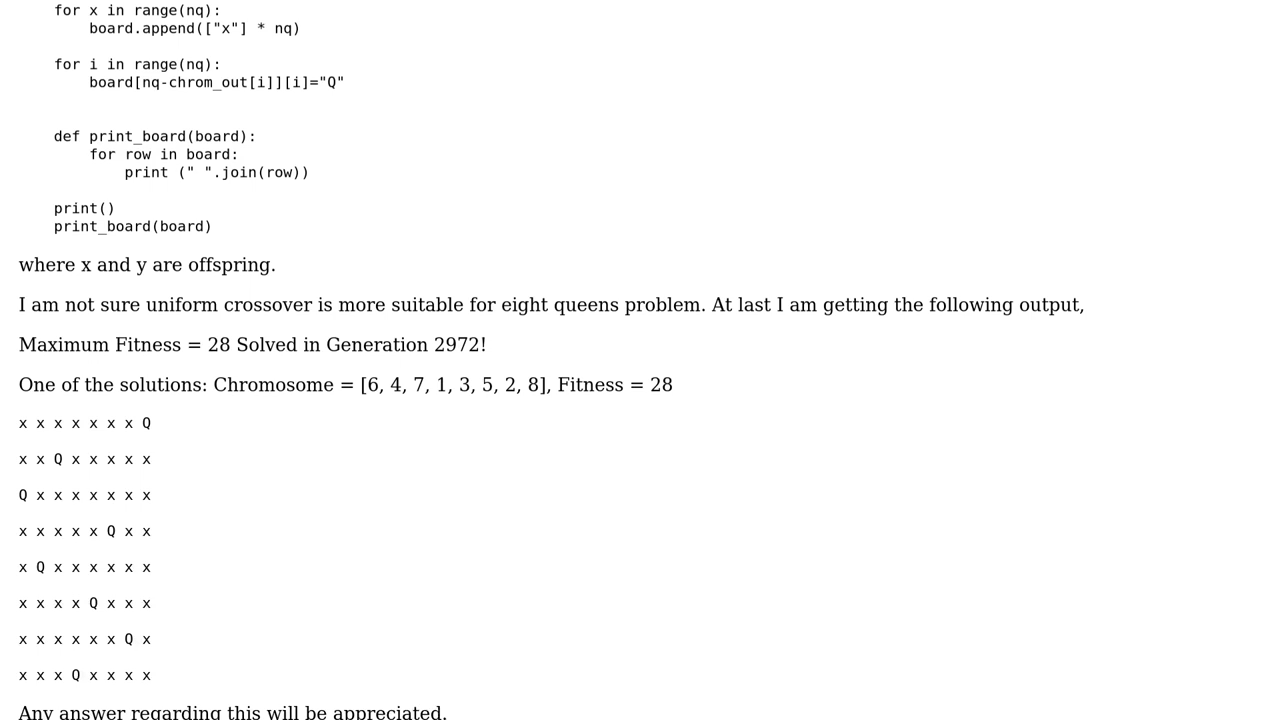 for x in range(nq):
board.append(["x"] * nq)
for i in range(nq):
board[nq-chrom_out[i]][i]="Q"
def print_board(board):
for row in board:
print (" ".join(row))
print()
print_board(board)
where x and y are offspring.
I am not sure uniform crossover is more suitable for eight queens problem. At last I am getting the following output,
Maximum Fitness = 28 Solved in Generation 2972!
One of the solutions: Chromosome = [6, 4, 7, 1, 3, 5, 2, 8], Fitness = 28
x x x x x x x Q
x x Q x x x x x
Q x x x x x x x
x x x x x Q x x
x Q x x x x x x
x x x x Q x x x
x x x x x x Q x
x x x Q x x x x
Any answer regarding this will be appreciated.